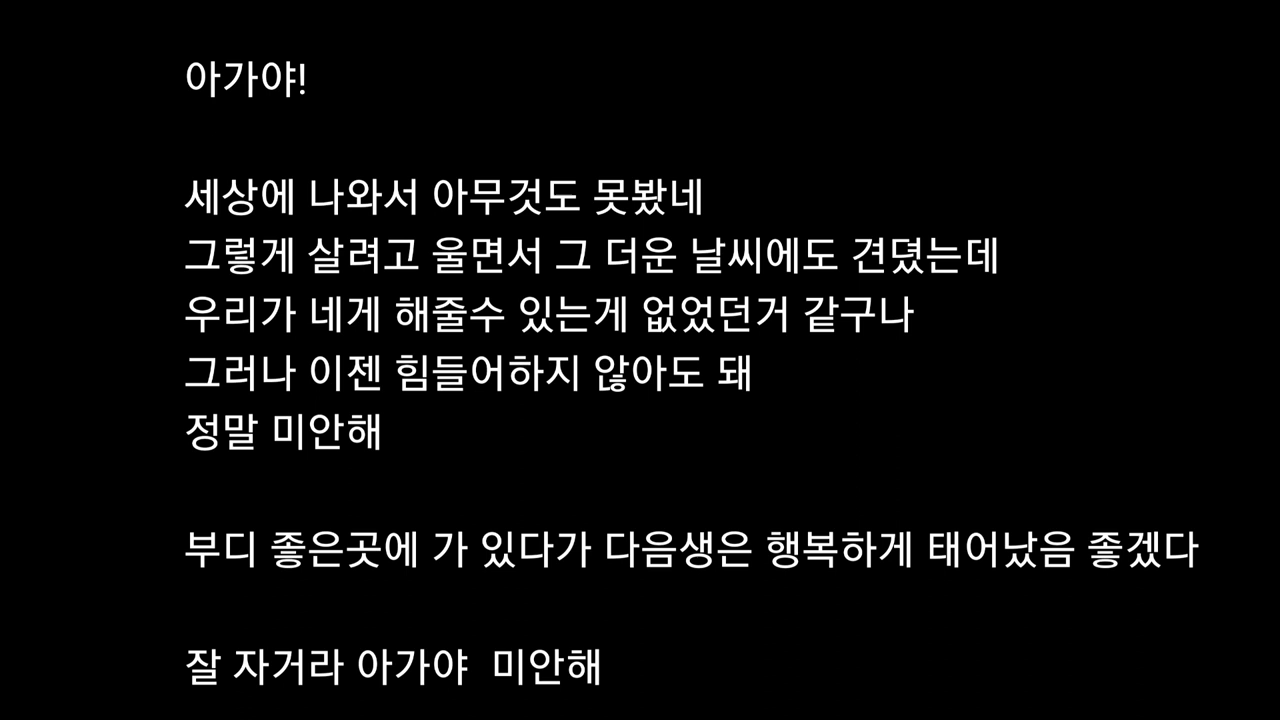 아가야!
세상에 나와서 아무것도 못봤네
그렇게 살려고 울면서 그 더운 날씨에도 견뎠는데
우리가 네게 해줄수 있는게 없었던거 같구나
그러나 이젠 힘들어하지 않아도 돼
정말 미안해
부디 좋은곳에 가 있다가 다음생은 행복하게 태어났음 좋겠다
잘 자거라 아가야  미안해